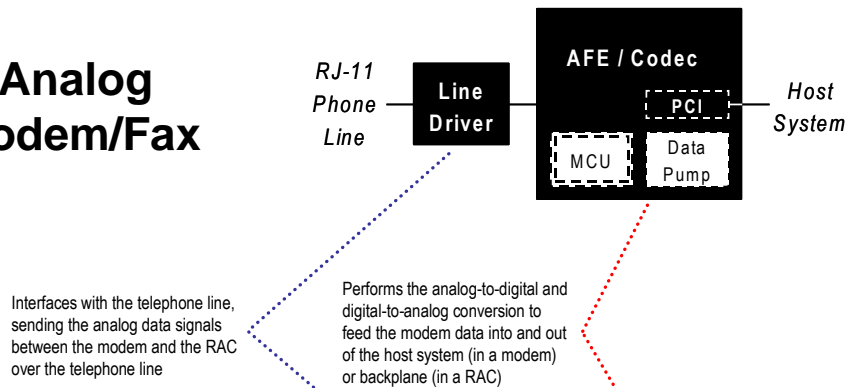 Analog
odem/Fax
RJ-11
Phone
Line
Line
Driver
AFE / Codec
PCI
MCU
Data
Pump
Host
System
Interfaces with the telephone line,
sending the analog data signals
between the modem and the RAC
over the telephone line
Performs the analog-to-digital and
digital-to-analog conversion to
feed the modem data into and out
of the host system (in a modem)
or backplane (in a RAC)